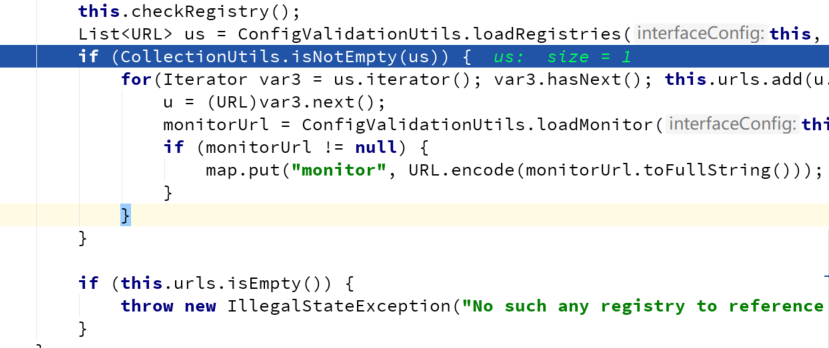 this.checkRegistry();
List<URL> us = ConfigValidationUtils.loadRegistries( interfaceConfig: this,
if (CollectionUtils.isNotEmpty(us)) { us: size = 1
for(Iterator var3 = us.iterator(); var3.hasNext(); this.urls.add(u.
u = (URL)var3.next();
monitorUrl = ConfigValidationUtils.loadMonitor( interfaceConfig: thi
if (monitorUrl != null) {
map.put("monitor", URL.encode(monitorUrl.toFullString()));
}
}
}
if (this.urls.isEmpty()) {
throw new IllegalStateException("No such any registry to reference
}